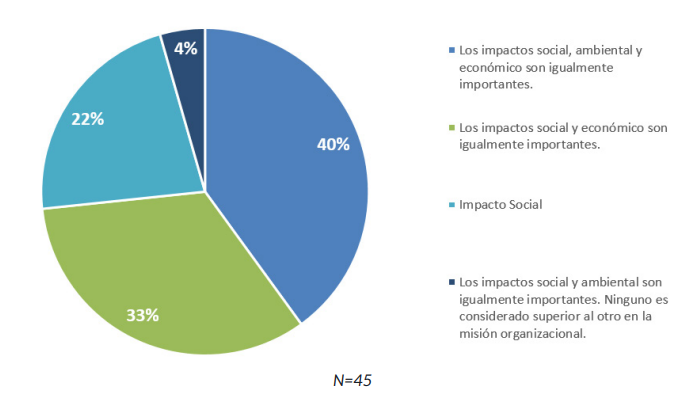 4%
22%
40%
33%
Los impactos social, ambiental y
económico son igualmente
importantes.
Los impactos social y económico son
igualmente importantes.
Impacto Social
Los impactos social y ambiental son
igualmente importantes. Ninguno es
considerado superior al otro en la
misión organizacional.
N=45